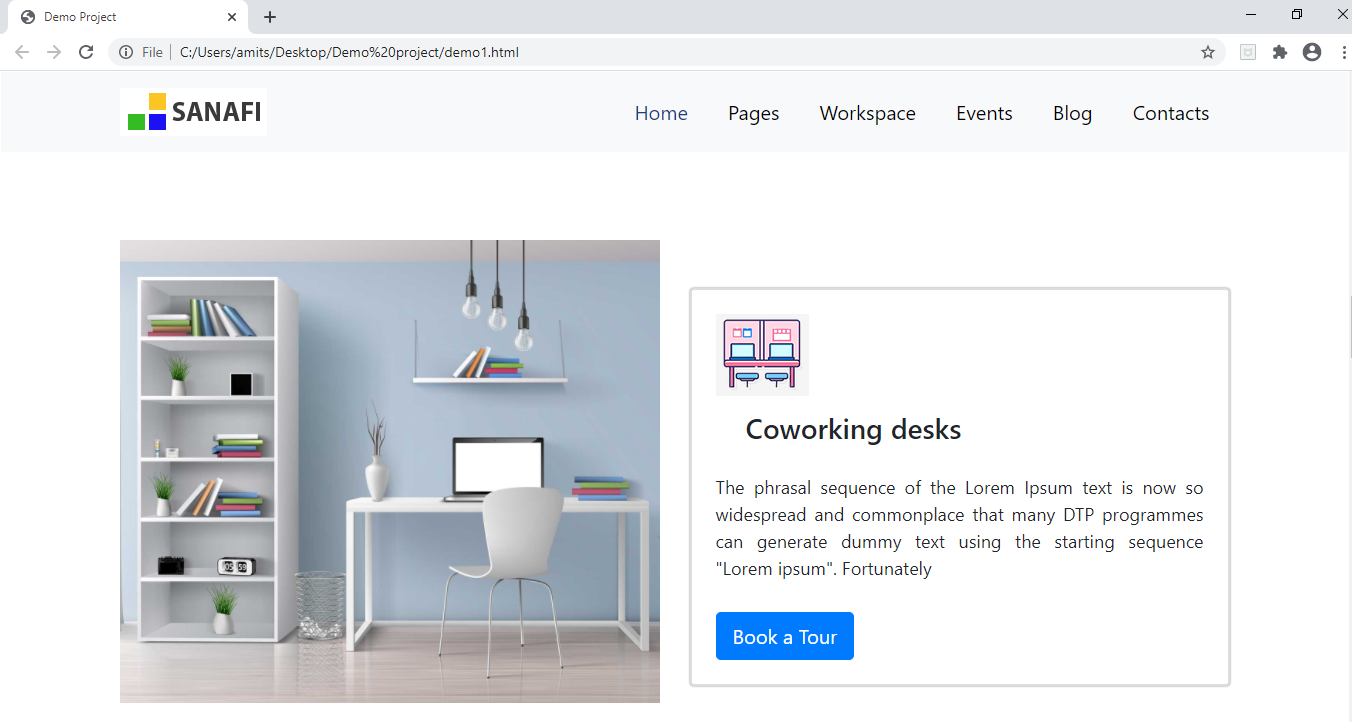 Demo Project
File
C:/Users/amits/Desktop/Demo%20project/demo1.html
SANAFI
Home Pages Workspace Events Blog Contacts
05 59
Coworking desks
The phrasal sequence of the Lorem Ipsum text is now so
widespread and commonplace that many DTP programmes
can generate dummy text using the starting sequence
"Lorem ipsum". Fortunately
Book a Tour